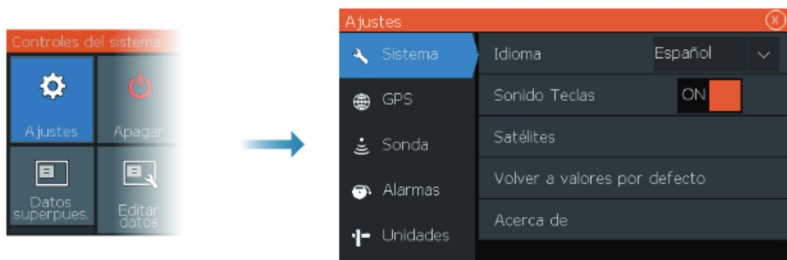 Controles del sistema
Ajustes
Apagar
Datos
superpues.
Editar
datos
Ajustes
Sistema
GPS
Sonda
Alarmas
Unidades
Idioma
Español
Sonido Teclas
ON
Satélites
Volver a valores por defecto
Acerca de